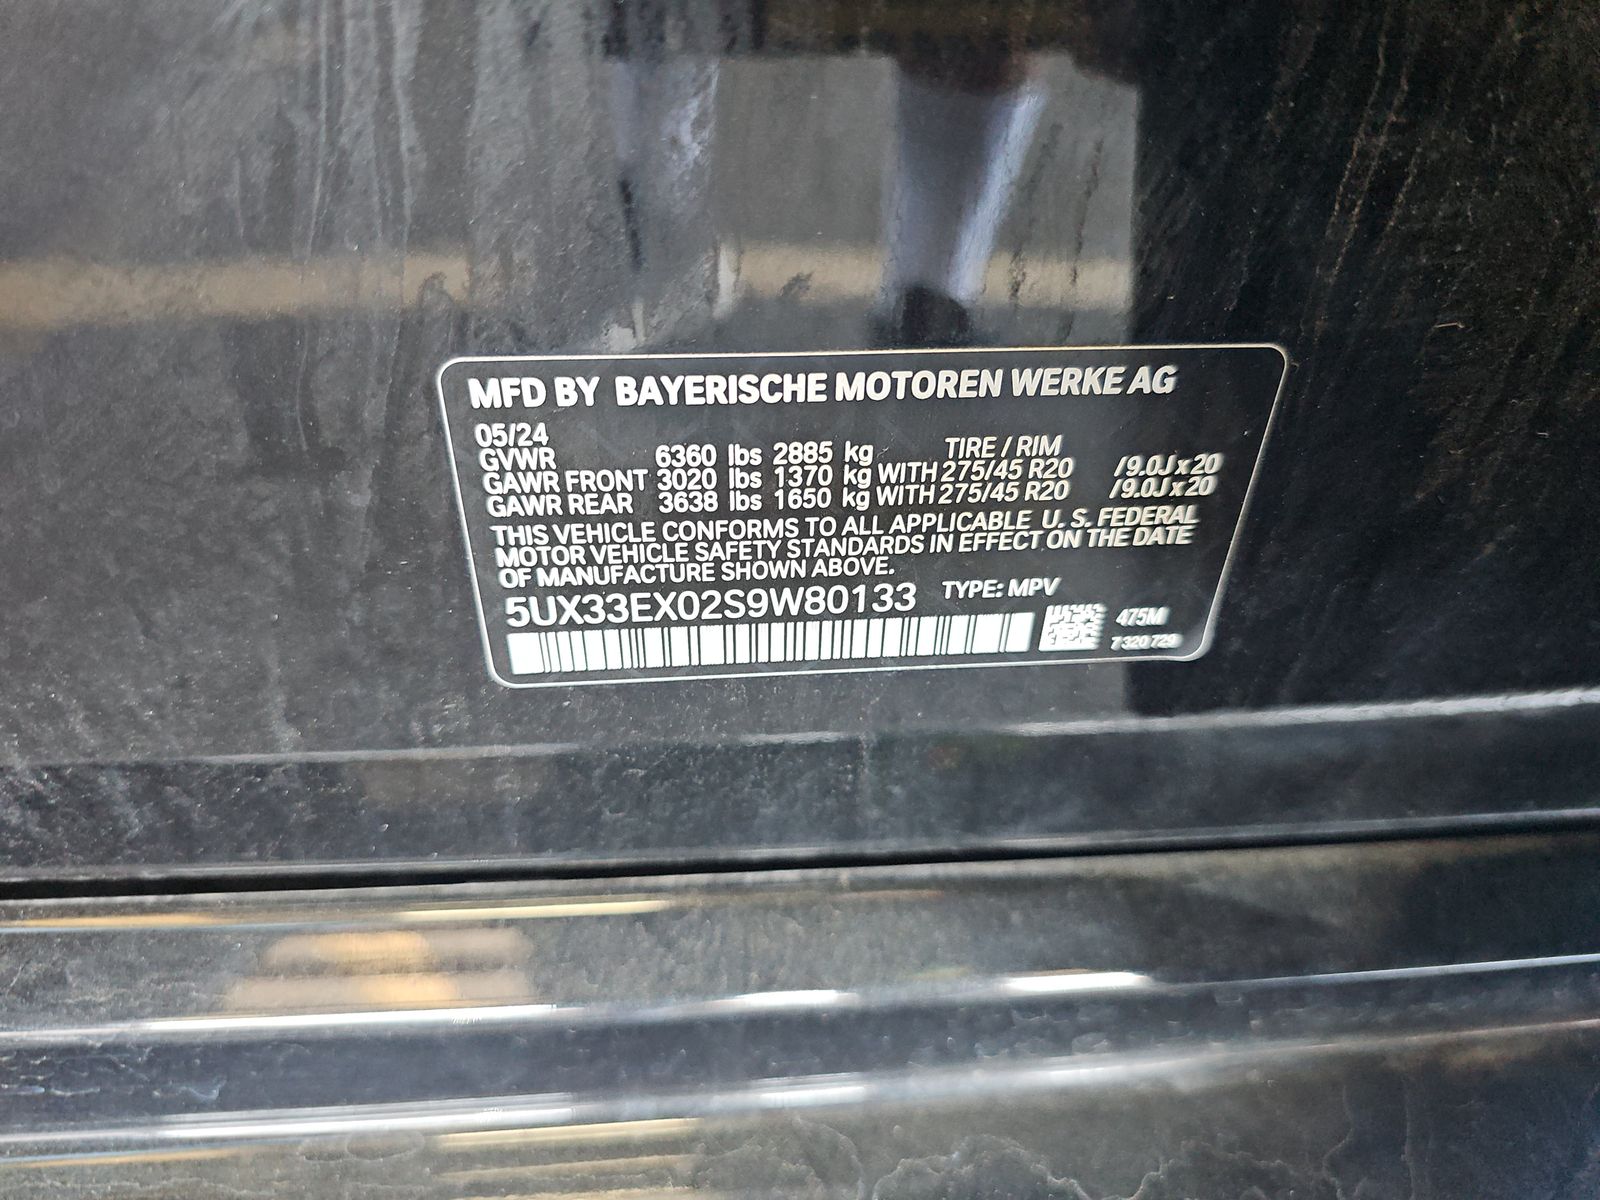 MFD BY BAYERISCHE MOTOREN WERKE AG
05/24
GVWR 6360 lbs 2885 kg TIRE / RIM
GAWR FRONT 3020 lbs 1370 kg WITH 275/45 R20 /9.0J x 20
GAWR REAR 3638 lbs 1650 kg WITH 275/45 R20 /9.0J x 20
THIS VEHICLE CONFORMS TO ALL APPLICABLE U. S. FEDERAL
MOTOR VEHICLE SAFETY STANDARDS IN EFFECT ON THE DATE
OF MANUFACTURE SHOWN ABOVE.
5UX33EX02S9W80133 TYPE: MPV
475M
7 320 729